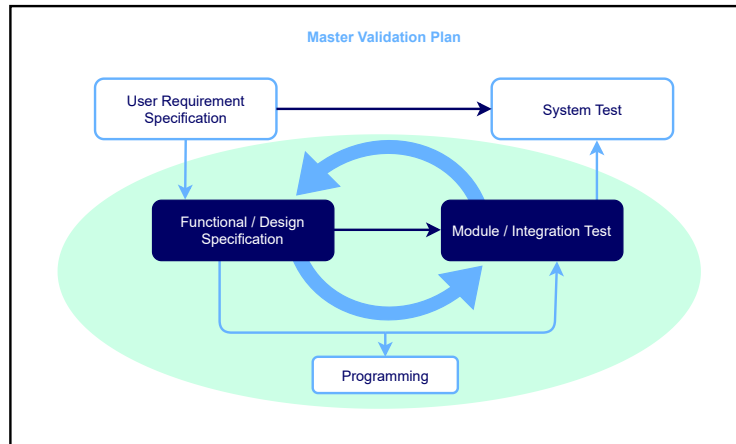 Master Validation Plan
User Requirement
Specification
System Test
Functional / Design
Specification
Module / Integration Test
Programming